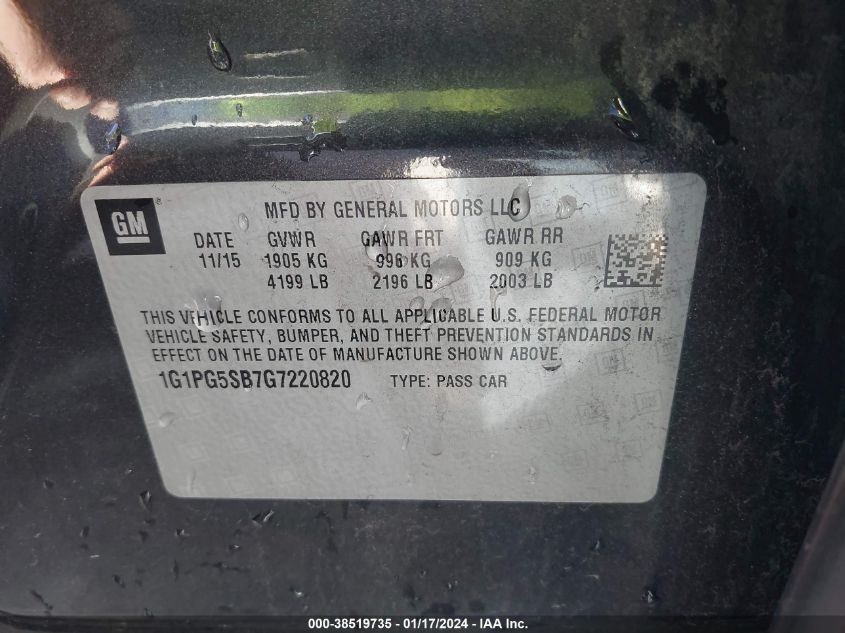 GM
MFD BY GENERAL MOTORS LLC
DATE GVWR GAWR FRT GAWR RR
11/15 1905 KG 996 KG 909 KG
4199 LB 2196 LB 2003 LB
THIS VEHICLE CONFORMS TO ALL APPLICABLE U.S. FEDERAL MOTOR
VEHICLE SAFETY, BUMPER, AND THEFT PREVENTION STANDARDS IN
EFFECT ON THE DATE OF MANUFACTURE SHOWN ABOVE.
1G1PG5SB7G7220820 TYPE: PASS CAR
000-38519735 - 01/17/2024 - IAAI.com